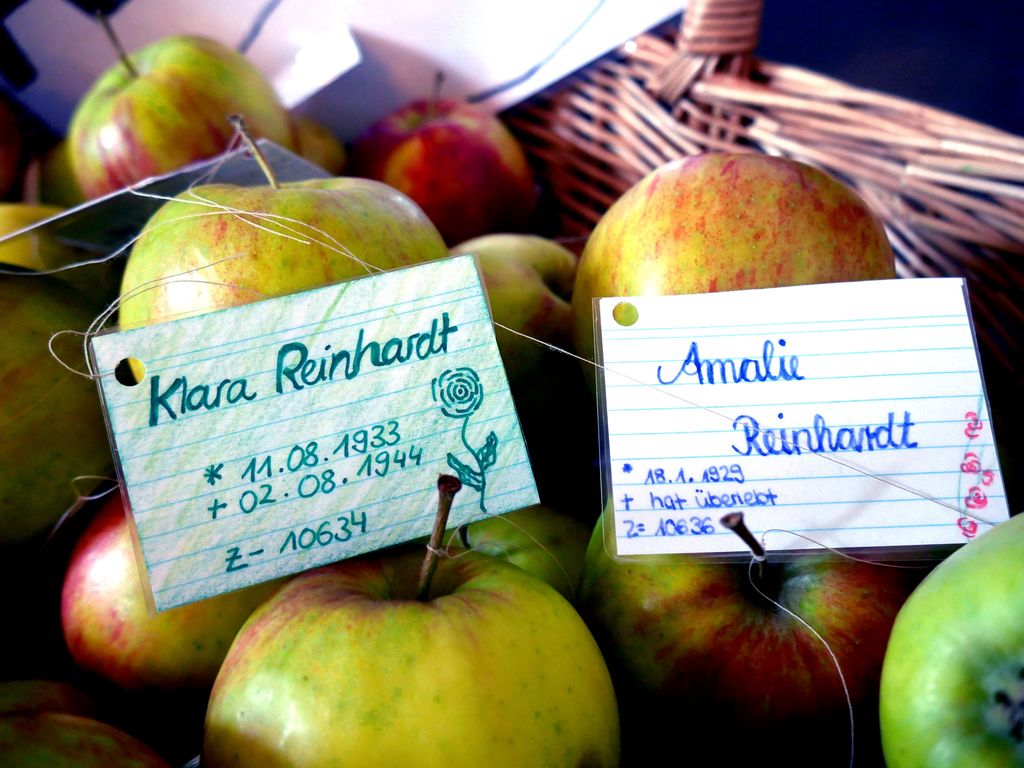 Klara Reinhardt
* 11.08.1933
+ 02.08.1944
Z- 10634
Amalie
Reinhardt
* 18.1.1929
+ hat überlebt
Z= 10636